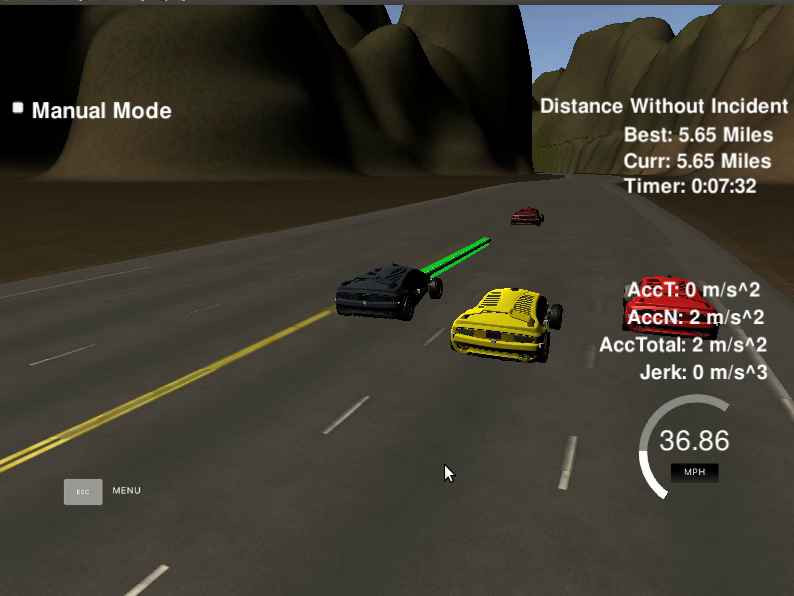 Manual Mode
Distance Without Incident
Best: 5.65 Miles
Curr: 5.65 Miles
Timer: 0:07:32
AccT: 0 m/s^2
AccN: 2 m/s^2
AccTotal: 2 m/s^2
Jerk: 0 m/s^3
36.86
MPH
ESC MENU